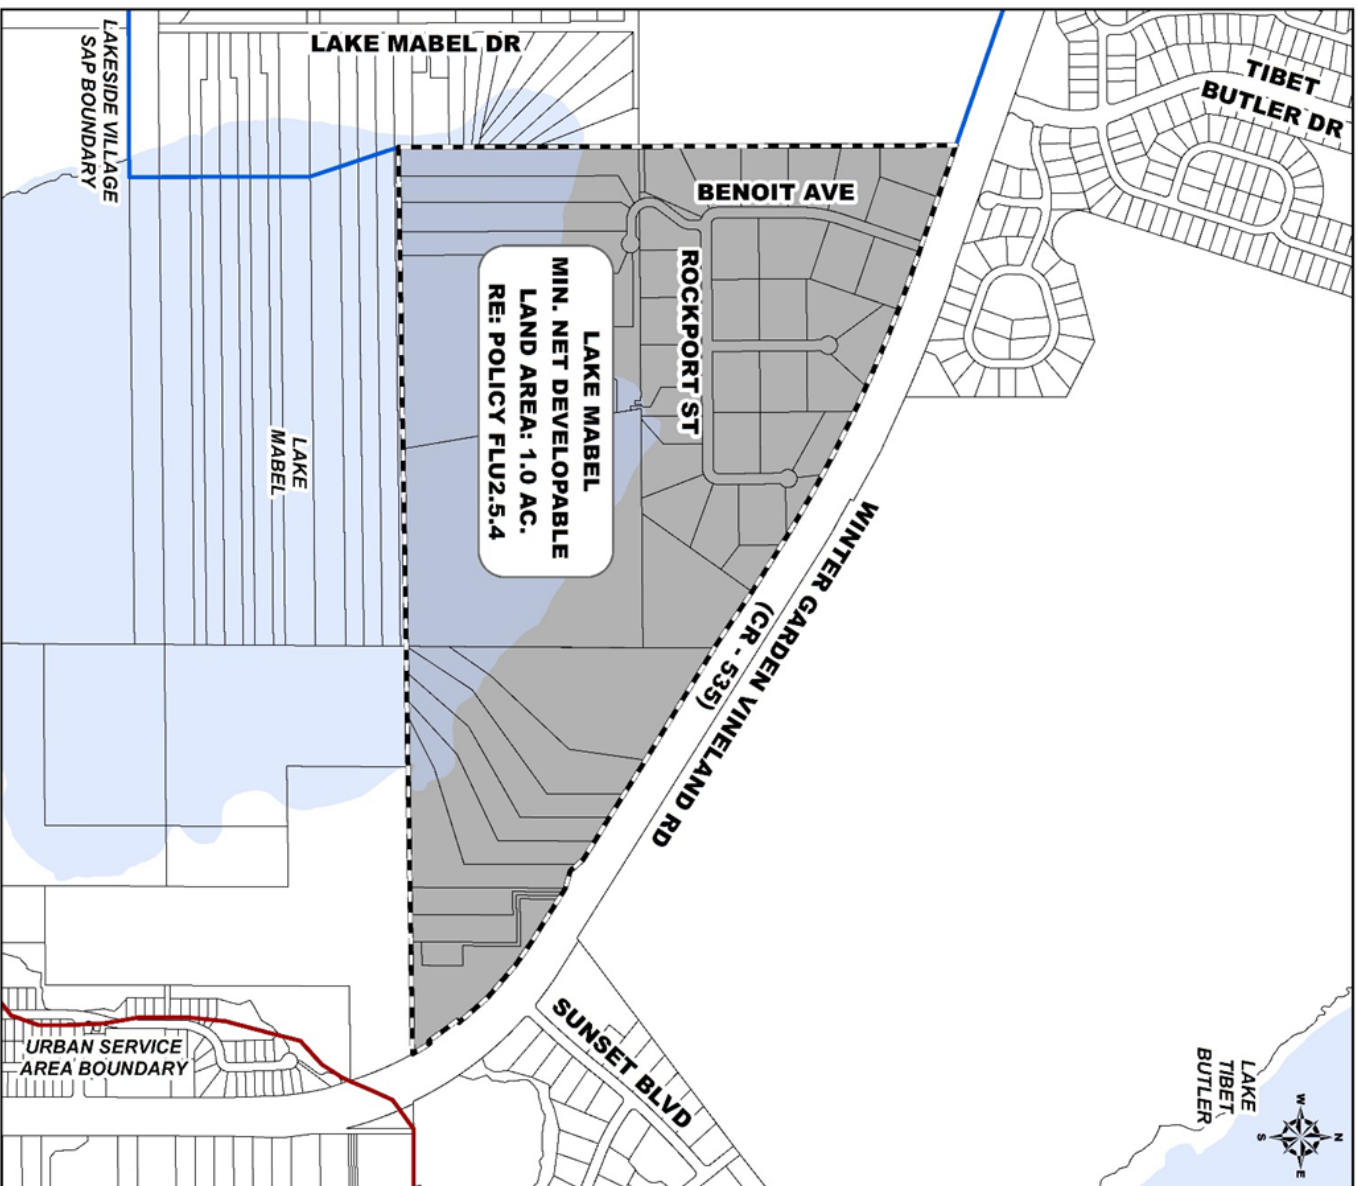 LAKE MABEL DR
LAKESIDE VILLAGE
SAP BOUNDARY
TIBET
BUTLER DR
BENOIT AVE
ROCKPORT ST
LAKE MABEL
MIN. NET DEVELOPABLE
LAND AREA: 1.0 AC.
RE: POLICY FLU2.5.4
LAKE
MABEL
WINTER GARDEN VINELAND RD
(CR - 535)
SUNSET BLVD
URBAN SERVICE
AREA BOUNDARY
LAKE
TIBET
BUTLER
W
N
S
E